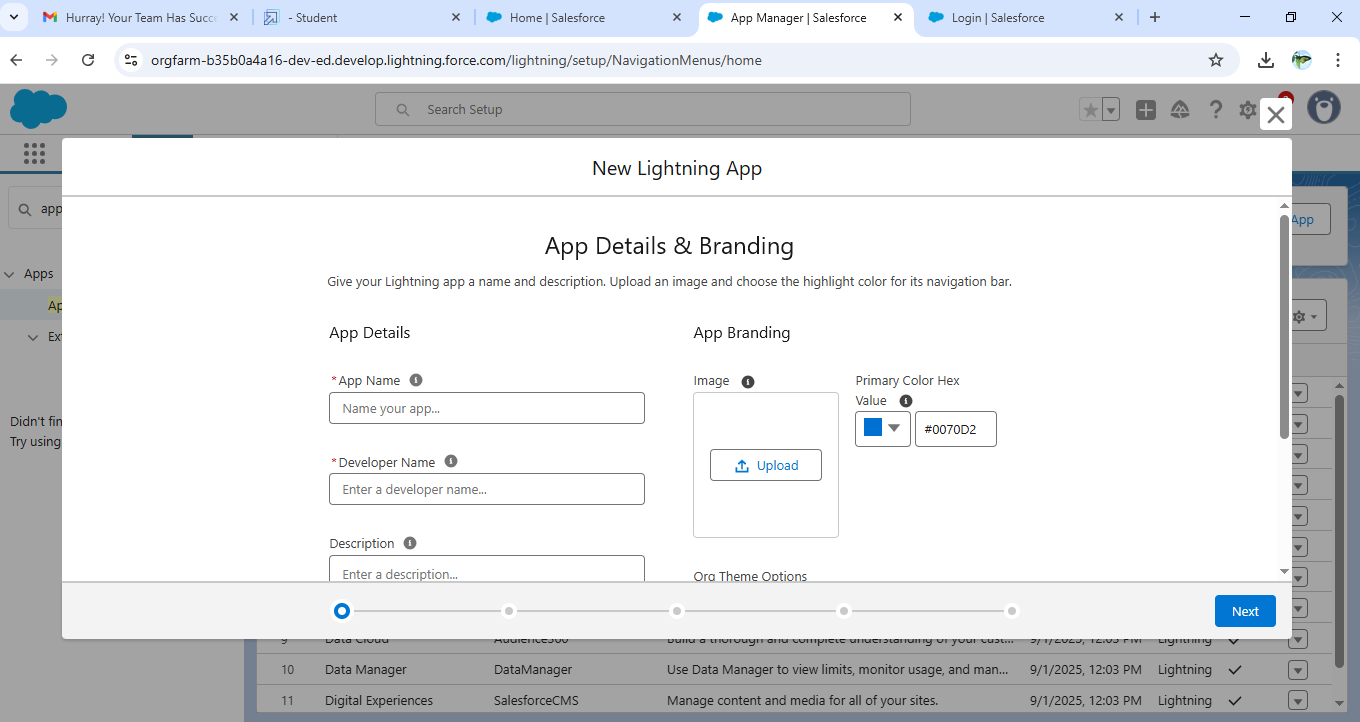 Hurray! Your Team Has Succe
- Student
Home | Salesforce
App Manager | Salesforce
Login | Salesforce
orgfarm-b35b0a4a16-dev-ed.develop.lightning.force.com/lightning/setup/NavigationMenus/home
Search Setup
New Lightning App
app
App
App Details & Branding
Give your Lightning app a name and description. Upload an image and choose the highlight color for its navigation bar.
Apps
Ap
Ext
App Details
App Branding
*App Name
Image
Primary Color Hex
Value
Name your app...
#0070D2
Didn't fin
Try using
*Developer Name
Upload
Enter a developer name...
Description
Enter a description...
Org Theme Options
Next
9 Data Cloud Audience360 Build a thorough and complete understanding of your cust... 9/1/2025, 12:03 PM Lightning
10 Data Manager DataManager Use Data Manager to view limits, monitor usage, and man... 9/1/2025, 12:03 PM Lightning
11 Digital Experiences SalesforceCMS Manage content and media for all of your sites. 9/1/2025, 12:03 PM Lightning